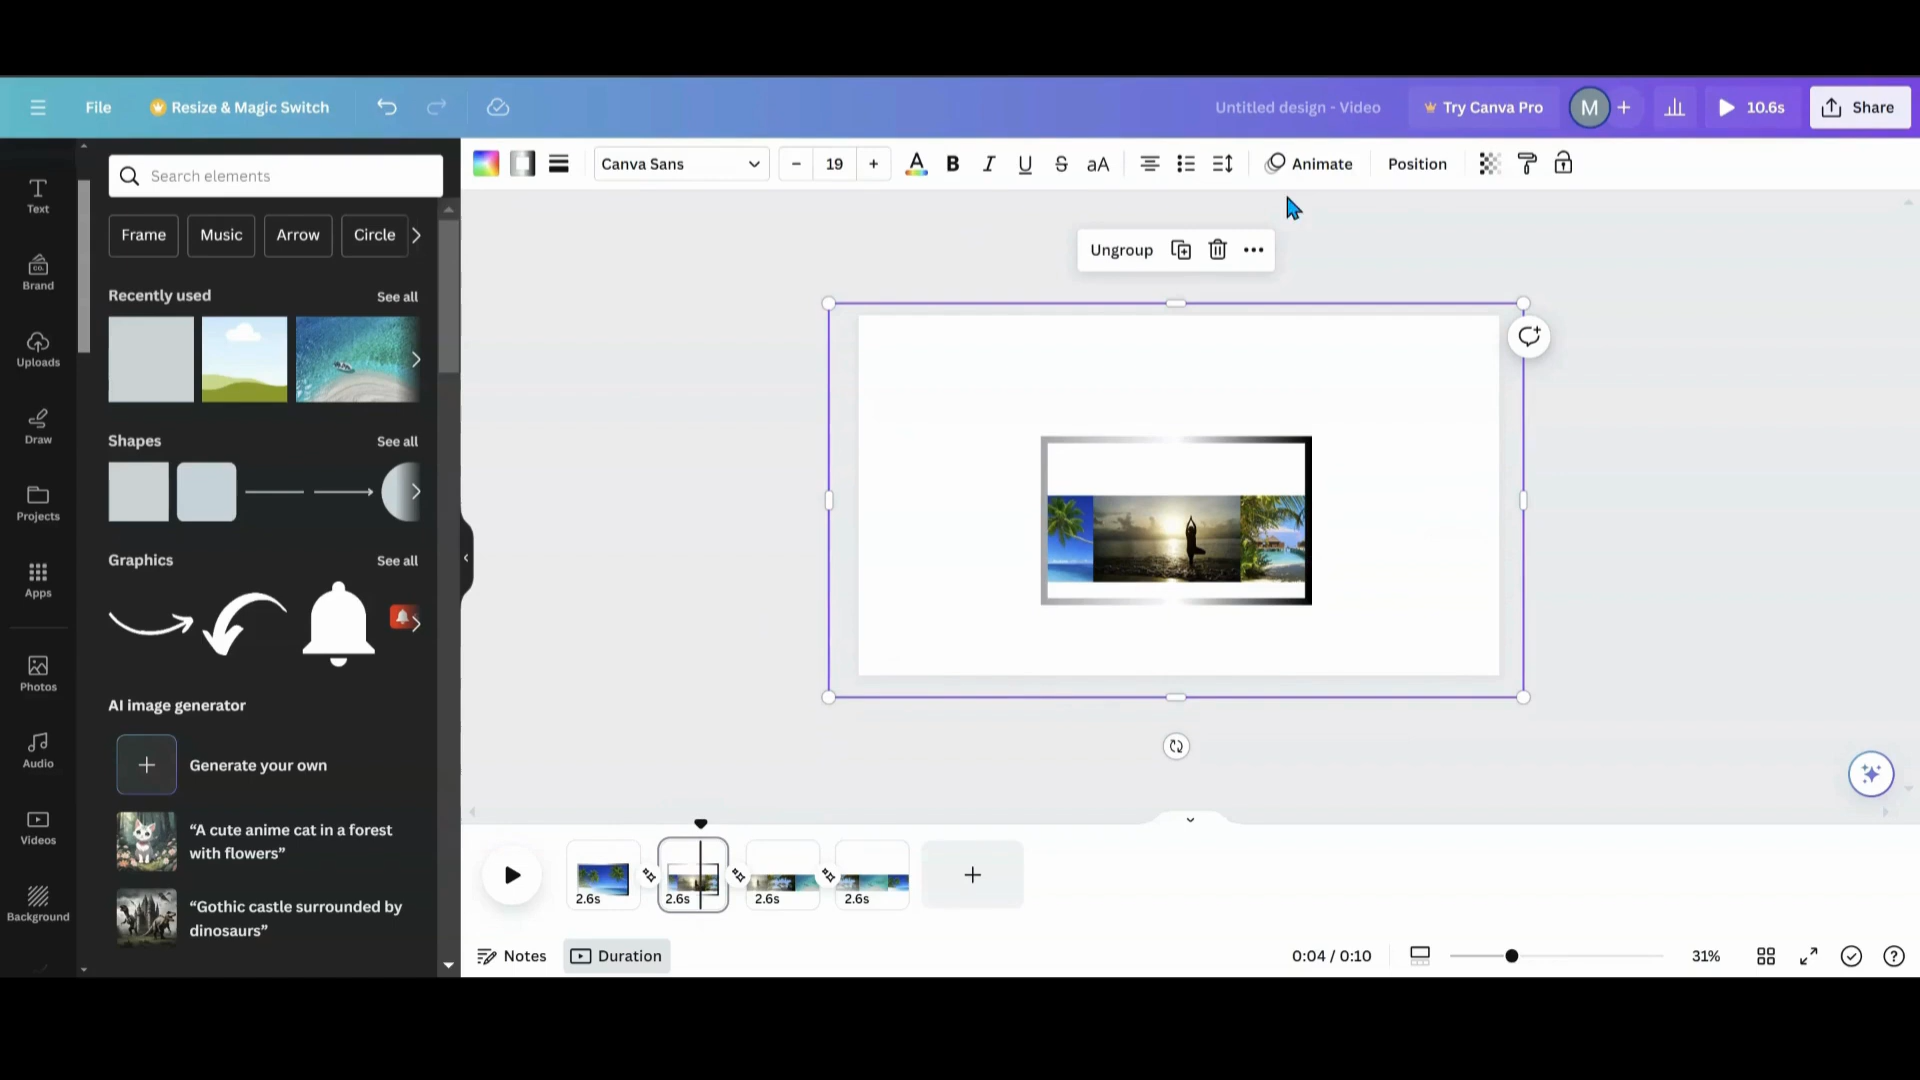 File
Resize & Magic Switch
Untitled design - Video
Try Canva Pro
M
10.6s
Share
Search elements
Canva Sans
19
B
I
U
S
aA
Animate
Position
Text
CO.
Brand
Uploads
Draw
Projects
Apps
Photos
Audio
Videos
Background
Frame
Music
Arrow
Circle
Recently used
See all
Shapes
See all
Graphics
See all
AI image generator
Generate your own
“A cute anime cat in a forest
with flowers”
“Gothic castle surrounded by
dinosaurs”
Ungroup
2.6s
2.6s
2.6s
2.6s
Notes
Duration
0:04 / 0:10
31%